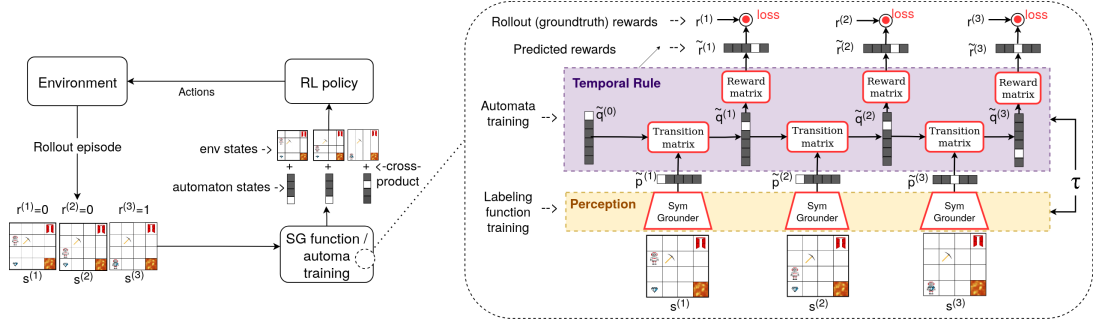 Environment
RL policy
Actions
Rollout episode
env states ->
+ + +
<-cross-
product
automaton states->
r⁽¹⁾=0 r⁽²⁾=0 r⁽³⁾=1
s⁽¹⁾ s⁽²⁾ s⁽³⁾
SG function /
automa
training
Rollout (groundtruth) rewards -->
r⁽¹⁾ loss r⁽²⁾ loss r⁽³⁾ loss
Predicted rewards -->
r̃⁽¹⁾ r̃⁽²⁾ r̃⁽³⁾
Temporal Rule
Reward
matrix
Reward
matrix
Reward
matrix
Automata
training -->
q̃⁽⁰⁾ q̃⁽¹⁾ q̃⁽²⁾ q̃⁽³⁾
Transition
matrix
Transition
matrix
Transition
matrix
p̃⁽¹⁾ p̃⁽²⁾ p̃⁽³⁾
τ
Labeling
function
training -->
Perception
Sym
Grounder
Sym
Grounder
Sym
Grounder
s⁽¹⁾ s⁽²⁾ s⁽³⁾